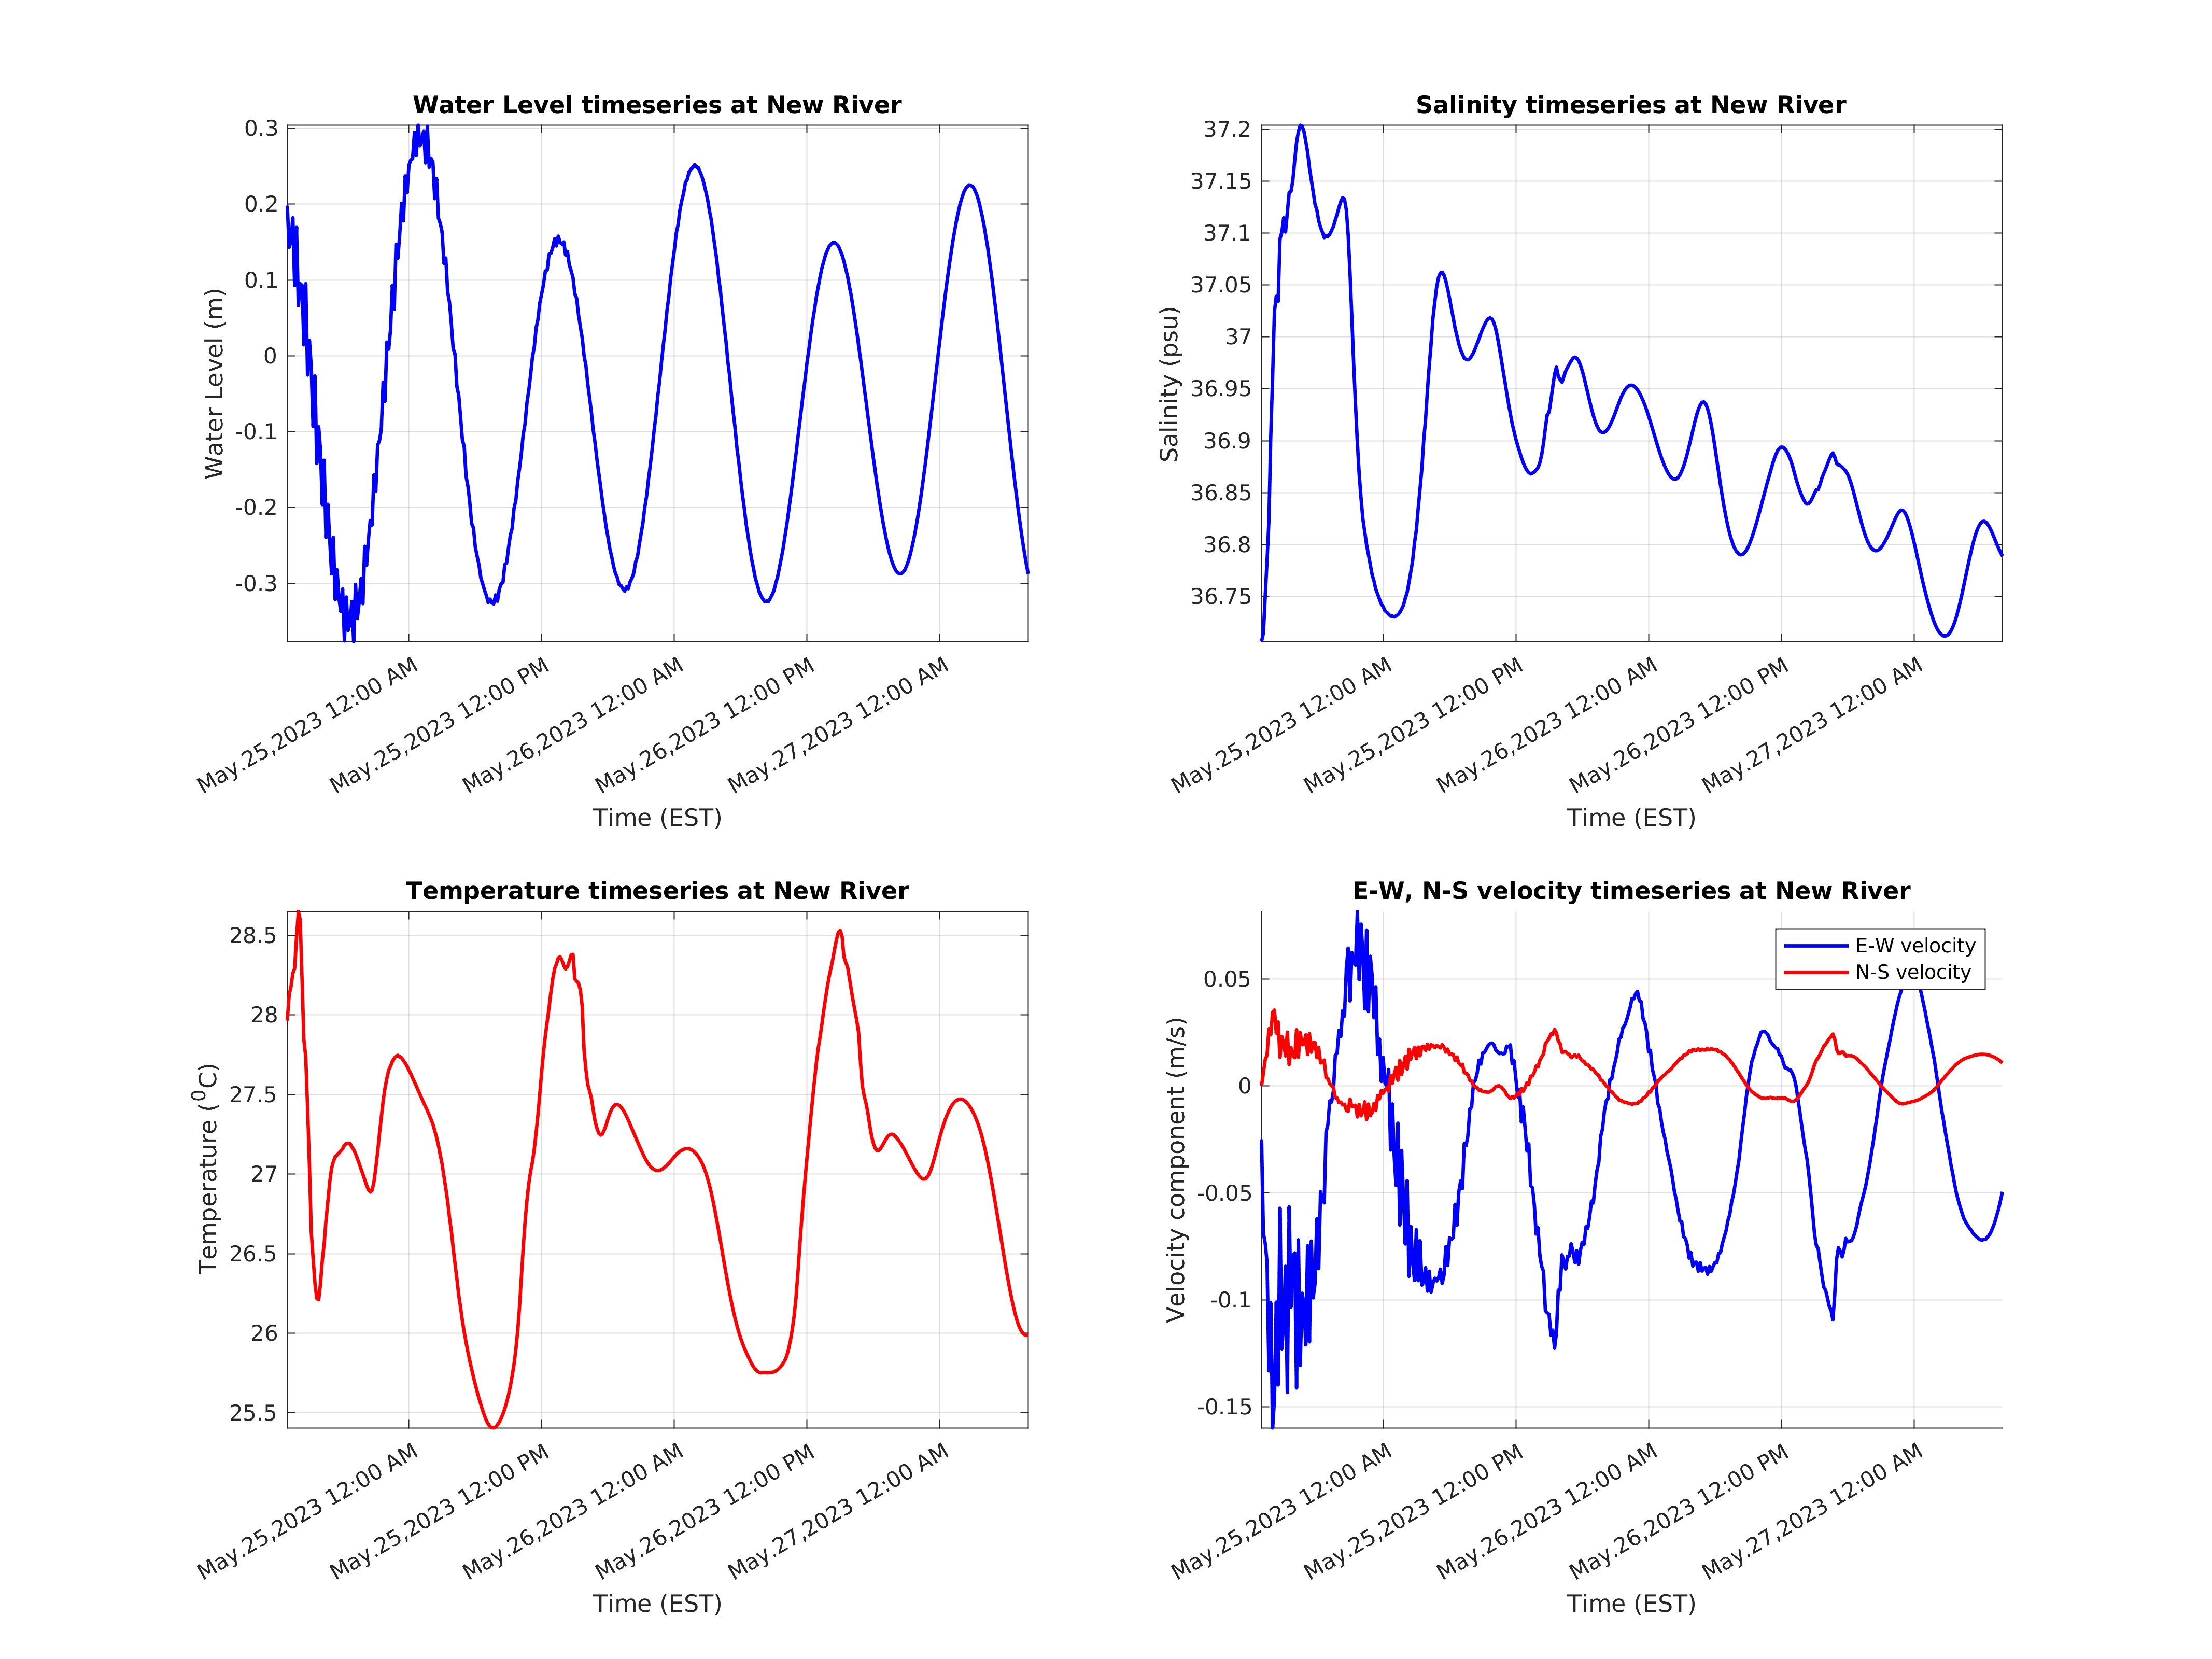 Water Level timeseries at New River
0.3
0.2
0.1
0
-0.1
-0.2
-0.3
Water Level (m)
May.25,2023 12:00 AM
May.25,2023 12:00 PM
May.26,2023 12:00 AM
May.26,2023 12:00 PM
May.27,2023 12:00 AM
Time (EST)
Salinity timeseries at New River
37.2
37.15
37.1
37.05
37
36.95
36.9
36.85
36.8
36.75
Salinity (psu)
May.25,2023 12:00 AM
May.25,2023 12:00 PM
May.26,2023 12:00 AM
May.26,2023 12:00 PM
May.27,2023 12:00 AM
Time (EST)
Temperature timeseries at New River
28.5
28
27.5
27
26.5
26
25.5
Temperature (⁰C)
May.25,2023 12:00 AM
May.25,2023 12:00 PM
May.26,2023 12:00 AM
May.26,2023 12:00 PM
May.27,2023 12:00 AM
Time (EST)
E-W, N-S velocity timeseries at New River
E-W velocity
N-S velocity
0.05
0
-0.05
-0.1
-0.15
Velocity component (m/s)
May.25,2023 12:00 AM
May.25,2023 12:00 PM
May.26,2023 12:00 AM
May.26,2023 12:00 PM
May.27,2023 12:00 AM
Time (EST)